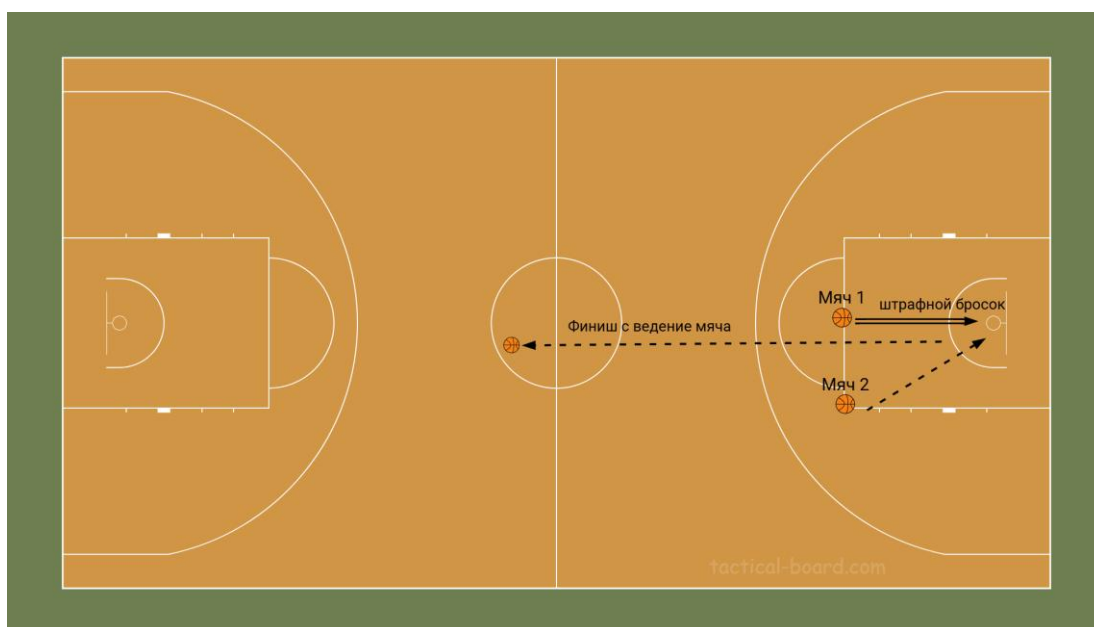 Мяч 1
штрафной бросок
Финиш с ведение мяча
Мяч 2
tactical-board.com